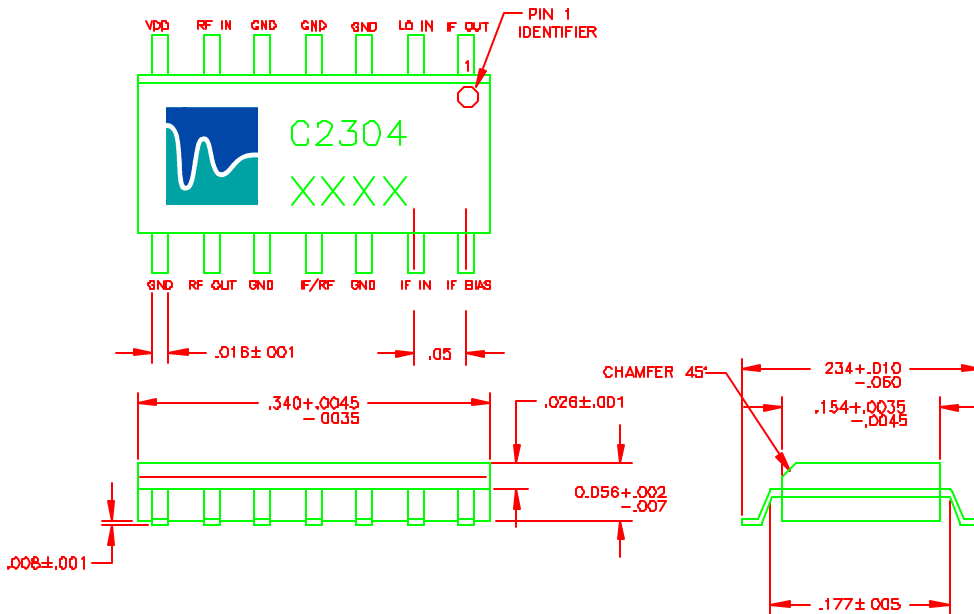 VDD RF IN GND GND GND LO IN IF OUT
PIN 1
IDENTIFIER
1
C2304
XXXX
GND RF OUT GND IF/RF GND IF IN IF BIAS
.016±.001
.05
CHAMFER 45°
.234+.010
-.060
.154+.0035
-.0045
.340+.0045
-.0035
.026±.001
0.056+.002
-.007
.008±.001
.177±.005